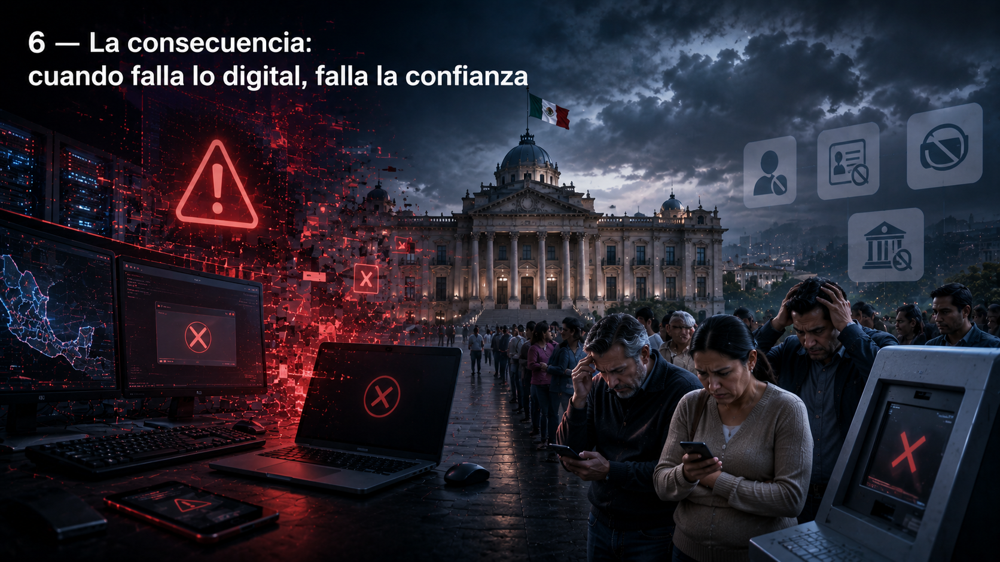 6 — La consecuencia:
cuando falla lo digital, falla la confianza